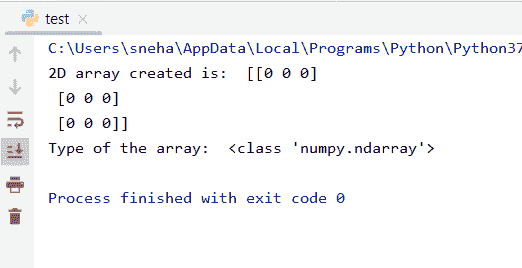 test
C:\Users\sneha\AppData\Local\Programs\Python\Python37
2D array created is:  [[0 0 0]
 [0 0 0]
 [0 0 0]]
Type of the array:  <class 'numpy.ndarray'>
Process finished with exit code 0